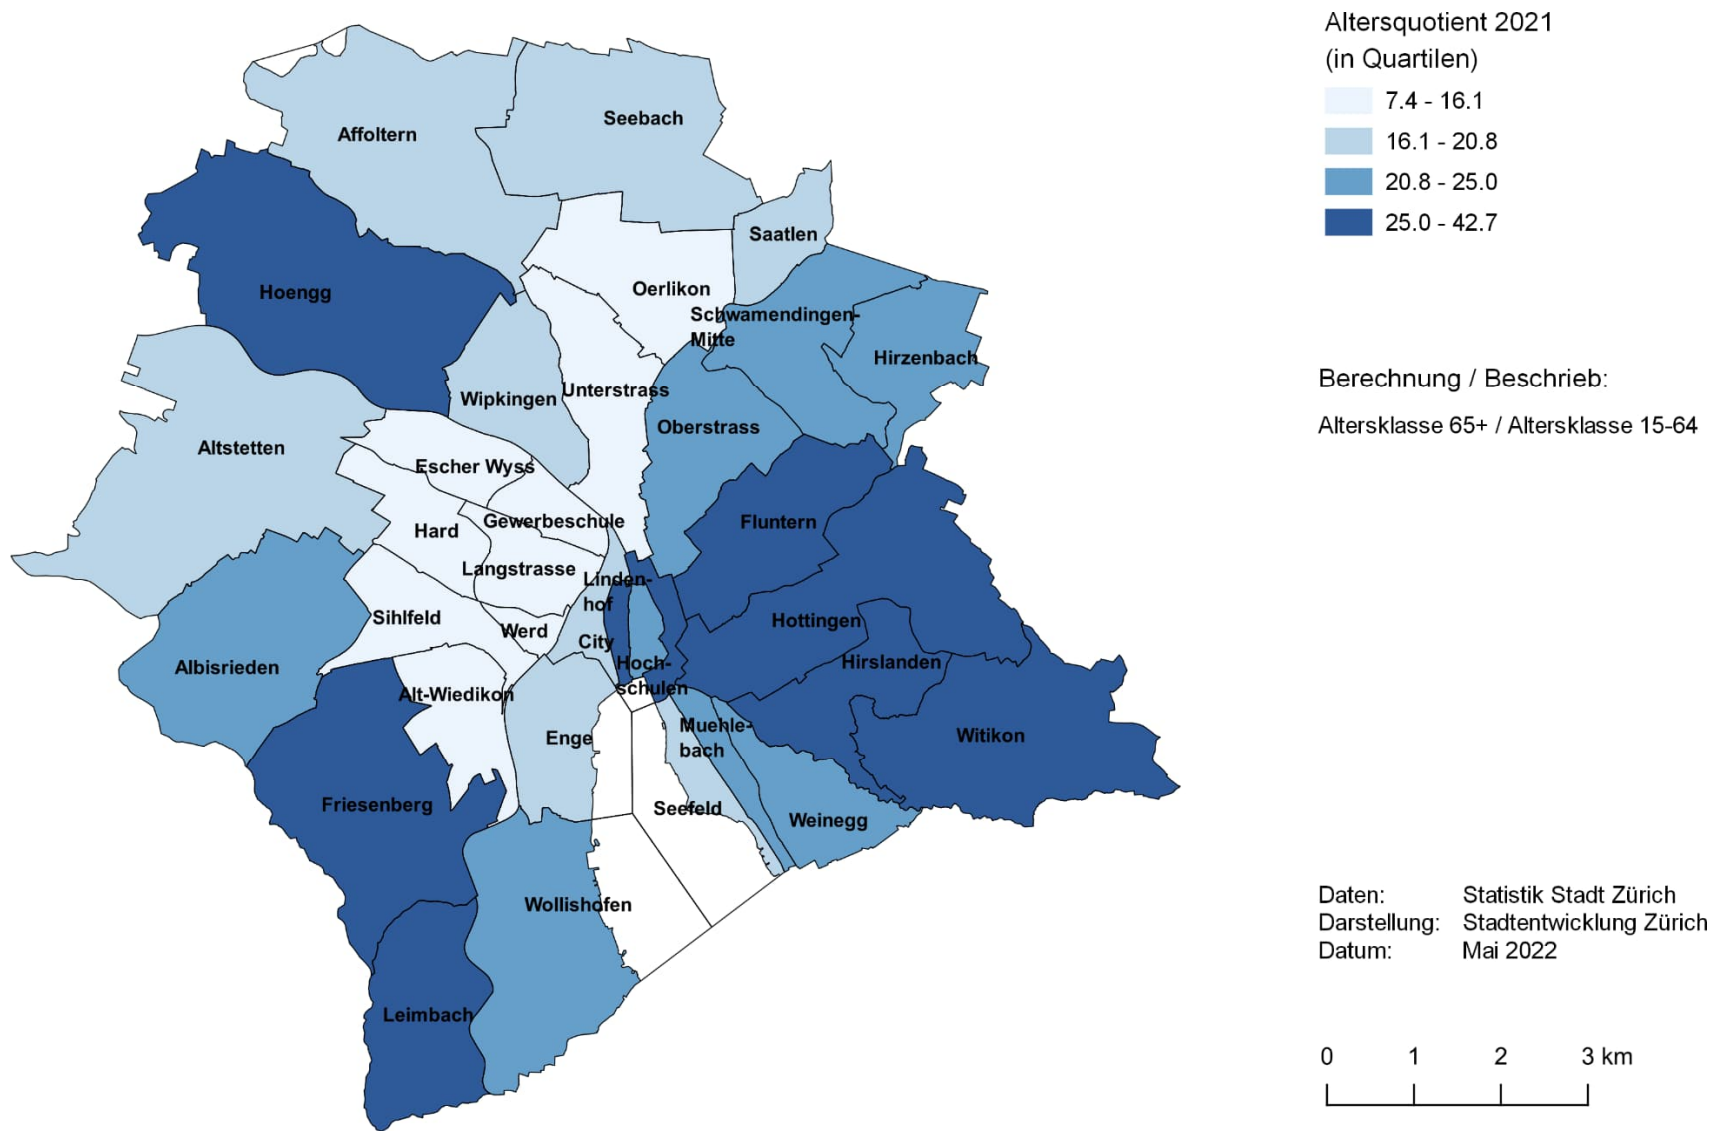 Altersquotient 2021
(in Quartilen)
7.4 - 16.1
16.1 - 20.8
20.8 - 25.0
25.0 - 42.7
Berechnung / Beschrieb:
Altersklasse 65+ / Altersklasse 15-64
Daten: Statistik Stadt Zürich
Darstellung: Stadtentwicklung Zürich
Datum: Mai 2022
0 1 2 3 km
Affoltern
Seebach
Saatlen
Hoengg
Oerlikon
Schwamendingen-
Mitte
Hirzenbach
Wipkingen
Unterstrass
Oberstrass
Altstetten
Escher Wyss
Gewerbeschule
Fluntern
Hard
Langstrasse
Linden-
hof
Sihlfeld
Werd
City
Hottingen
Albisrieden
Hoch-
schulen
Hirslanden
Alt-Wiedikon
Enge
Muehle-
bach
Witikon
Friesenberg
Seefeld
Weinegg
Wollishofen
Leimbach